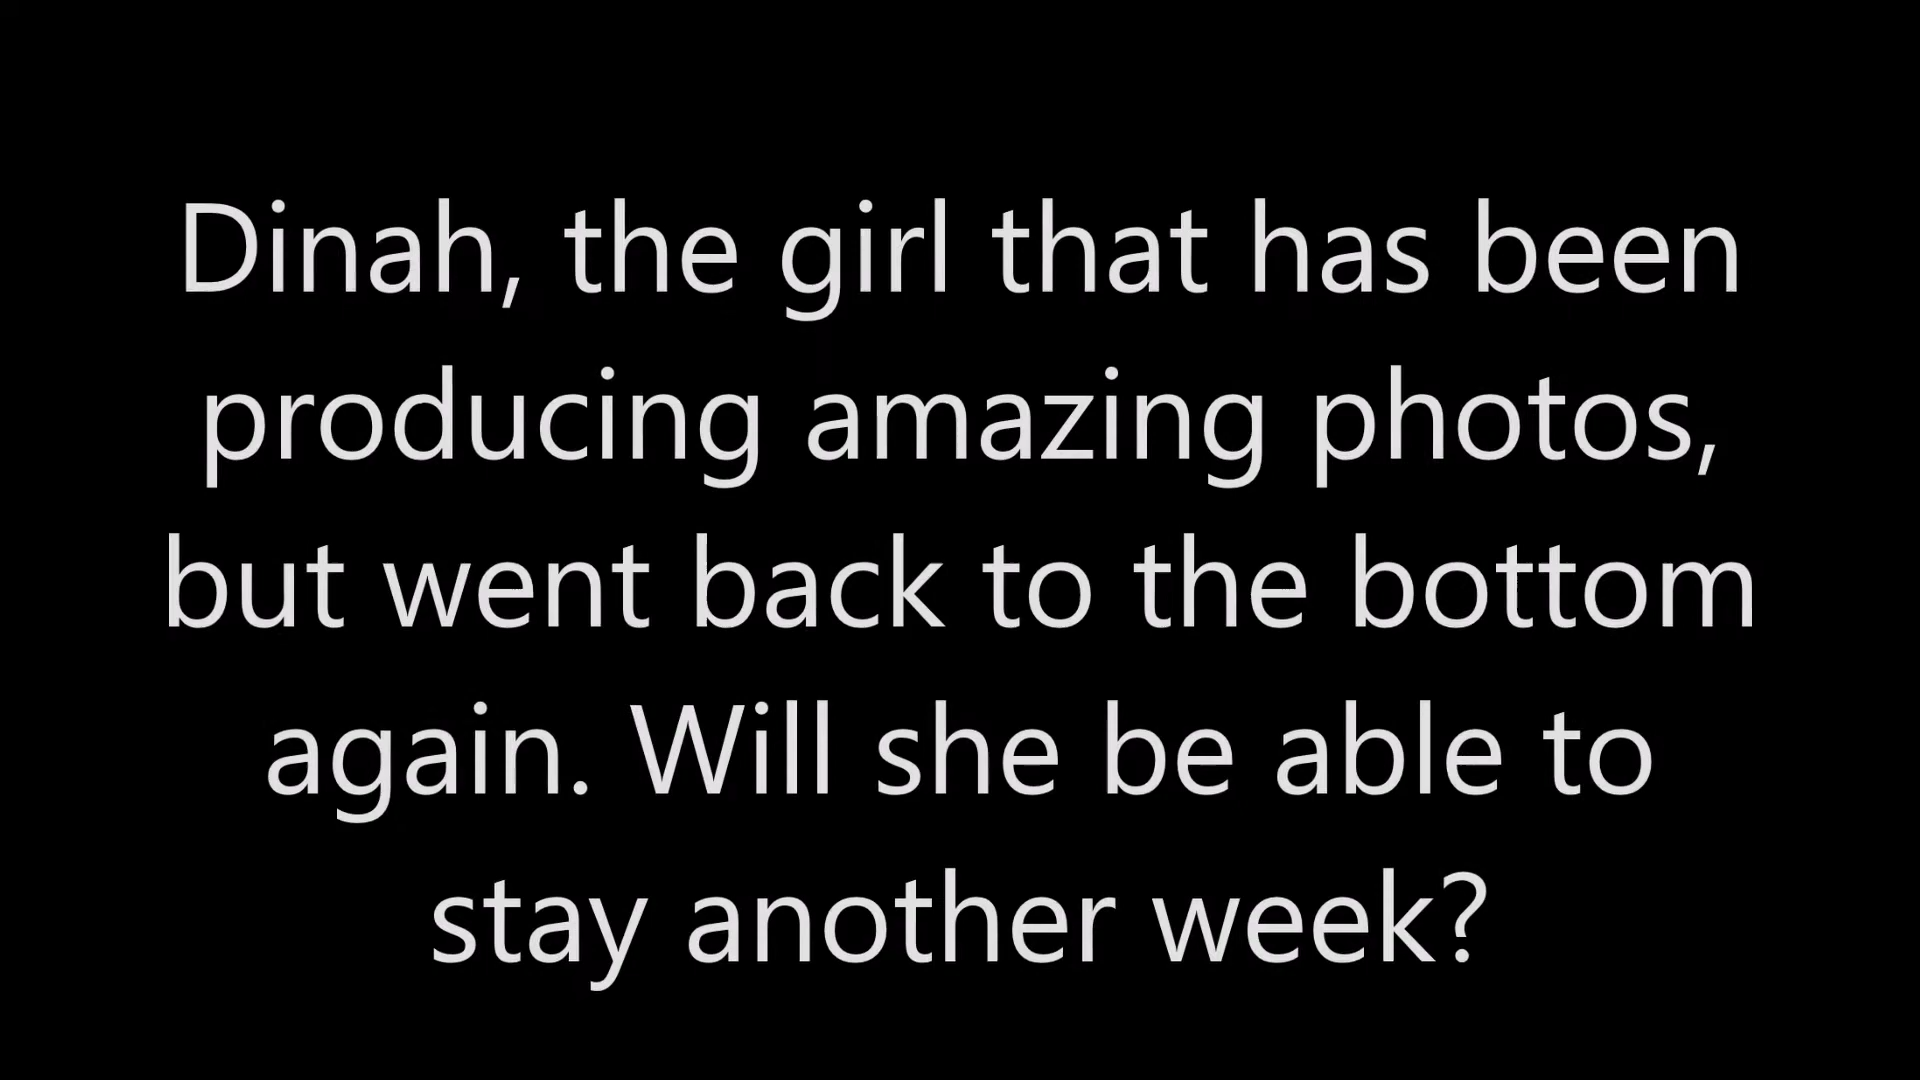 Dinah, the girl that has been
producing amazing photos,
but went back to the bottom
again. Will she be able to
stay another week?